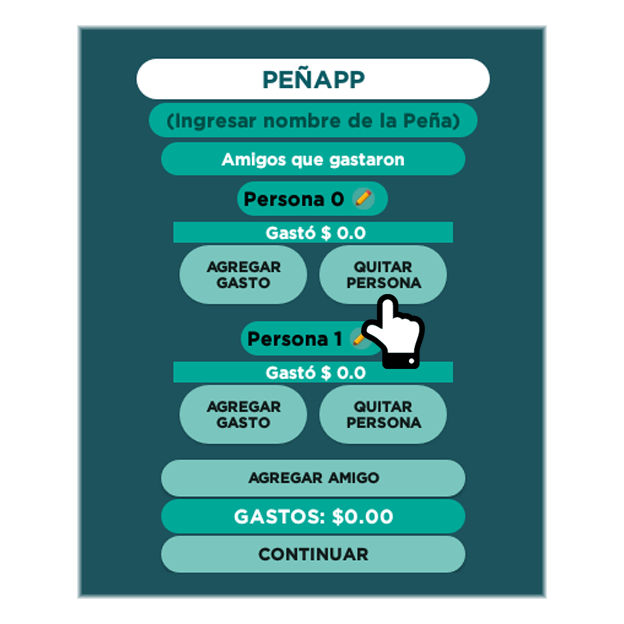 PEÑAPP
(Ingresar nombre de la Peña)
Amigos que gastaron
Persona 0
Gastó $ 0.0
AGREGAR GASTO
QUITAR PERSONA
Persona 1
Gastó $ 0.0
AGREGAR GASTO
QUITAR PERSONA
AGREGAR AMIGO
GASTOS: $0.00
CONTINUAR